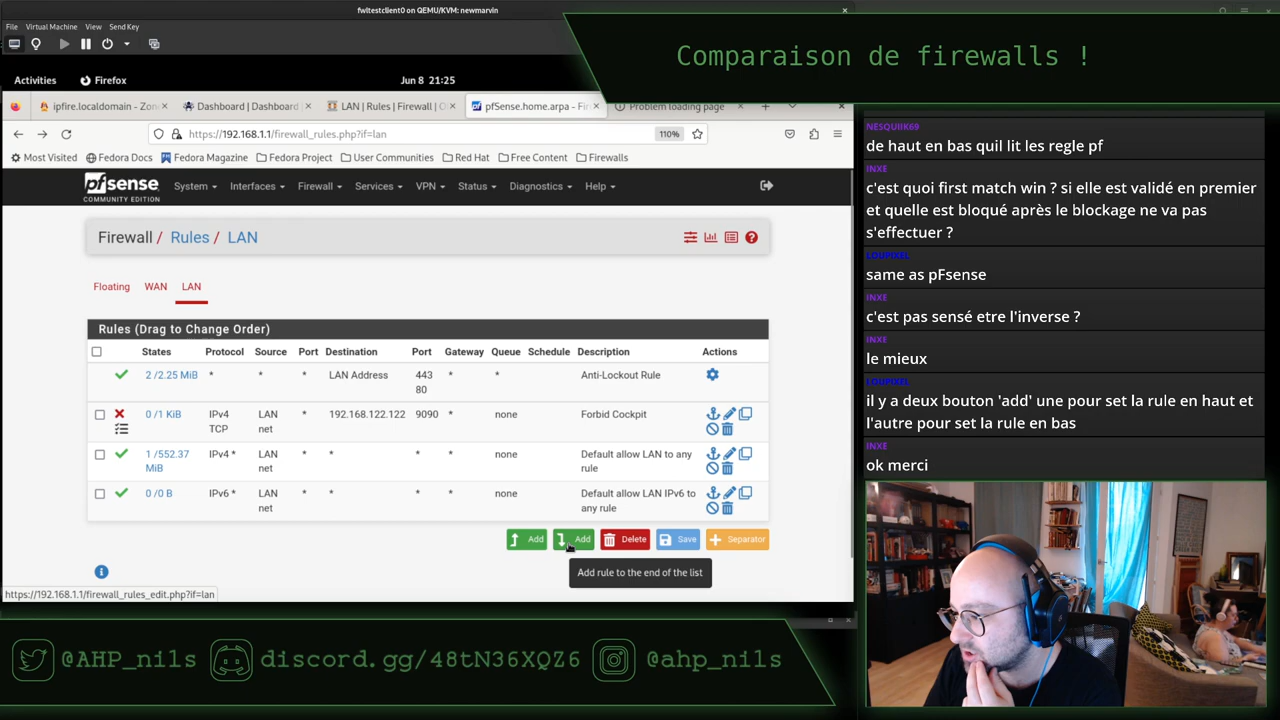 fwltestclient0 on QEMU/KVM: newmarvin
File Virtual Machine View Send Key
Comparaison de firewalls !
Activities Firefox Jun 8 21:25
ipfire.localdomain - Zon Dashboard | Dashboard | LAN | Rules | Firewall | O pfSense.home.arpa - Fir Problem loading page
https://192.168.1.1/firewall_rules.php?if=lan 110%
Most Visited Fedora Docs Fedora Magazine Fedora Project User Communities Red Hat Free Content Firewalls
pfsense System Interfaces Firewall Services VPN Status Diagnostics Help
COMMUNITY EDITION
Firewall / Rules / LAN
Floating WAN LAN
Rules (Drag to Change Order)
States Protocol Source Port Destination Port Gateway Queue Schedule Description Actions
2 /2.25 MiB * * * LAN Address 443 * * Anti-Lockout Rule
80
0 /1 KiB IPv4 LAN * 192.168.122.122 9090 * none Forbid Cockpit
TCP net
1 /552.37 IPv4 * LAN * * * * none Default allow LAN to any
MiB net rule
0 /0 B IPv6 * LAN * * * * none Default allow LAN IPv6 to
net any rule
Add Add Delete Save Separator
Add rule to the end of the list
https://192.168.1.1/firewall_rules_edit.php?if=lan
NESQUIIK69
de haut en bas quil lit les regle pf
INXE
c'est quoi first match win ? si elle est validé en premier
et quelle est bloqué après le blockage ne va pas
s'effectuer ?
LOUPIXEL
same as pFsense
INXE
c'est pas sensé etre l'inverse ?
INXE
le mieux
LOUPIXEL
il y a deux bouton 'add' une pour set la rule en haut et
l'autre pour set la rule en bas
INXE
ok merci
@AHP_nils discord.gg/48tN36XQZ6 @ahp_nils